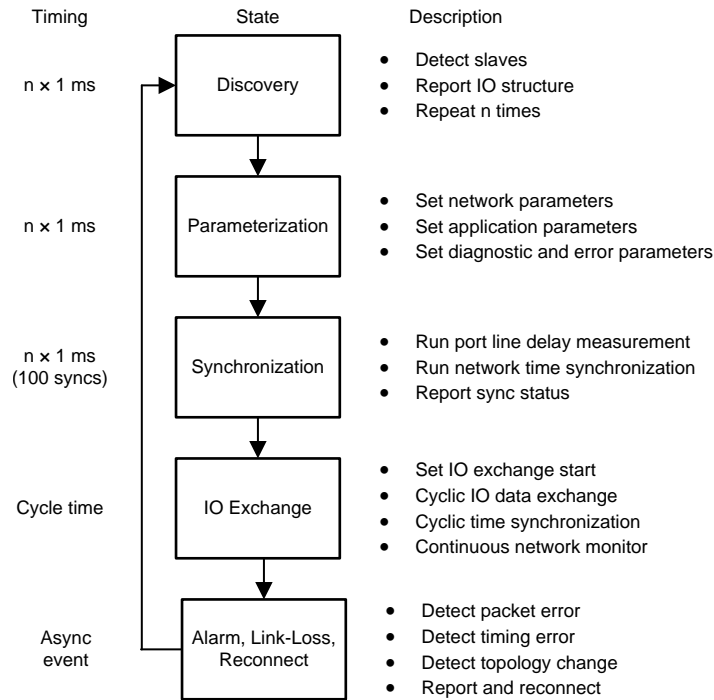 Timing State Description
n × 1 ms Discovery
• Detect slaves
• Report IO structure
• Repeat n times
n × 1 ms Parameterization
• Set network parameters
• Set application parameters
• Set diagnostic and error parameters
n × 1 ms
(100 syncs)
Synchronization
• Run port line delay measurement
• Run network time synchronization
• Report sync status
Cycle time IO Exchange
• Set IO exchange start
• Cyclic IO data exchange
• Cyclic time synchronization
• Continuous network monitor
Async
event
Alarm, Link-Loss,
Reconnect
• Detect packet error
• Detect timing error
• Detect topology change
• Report and reconnect